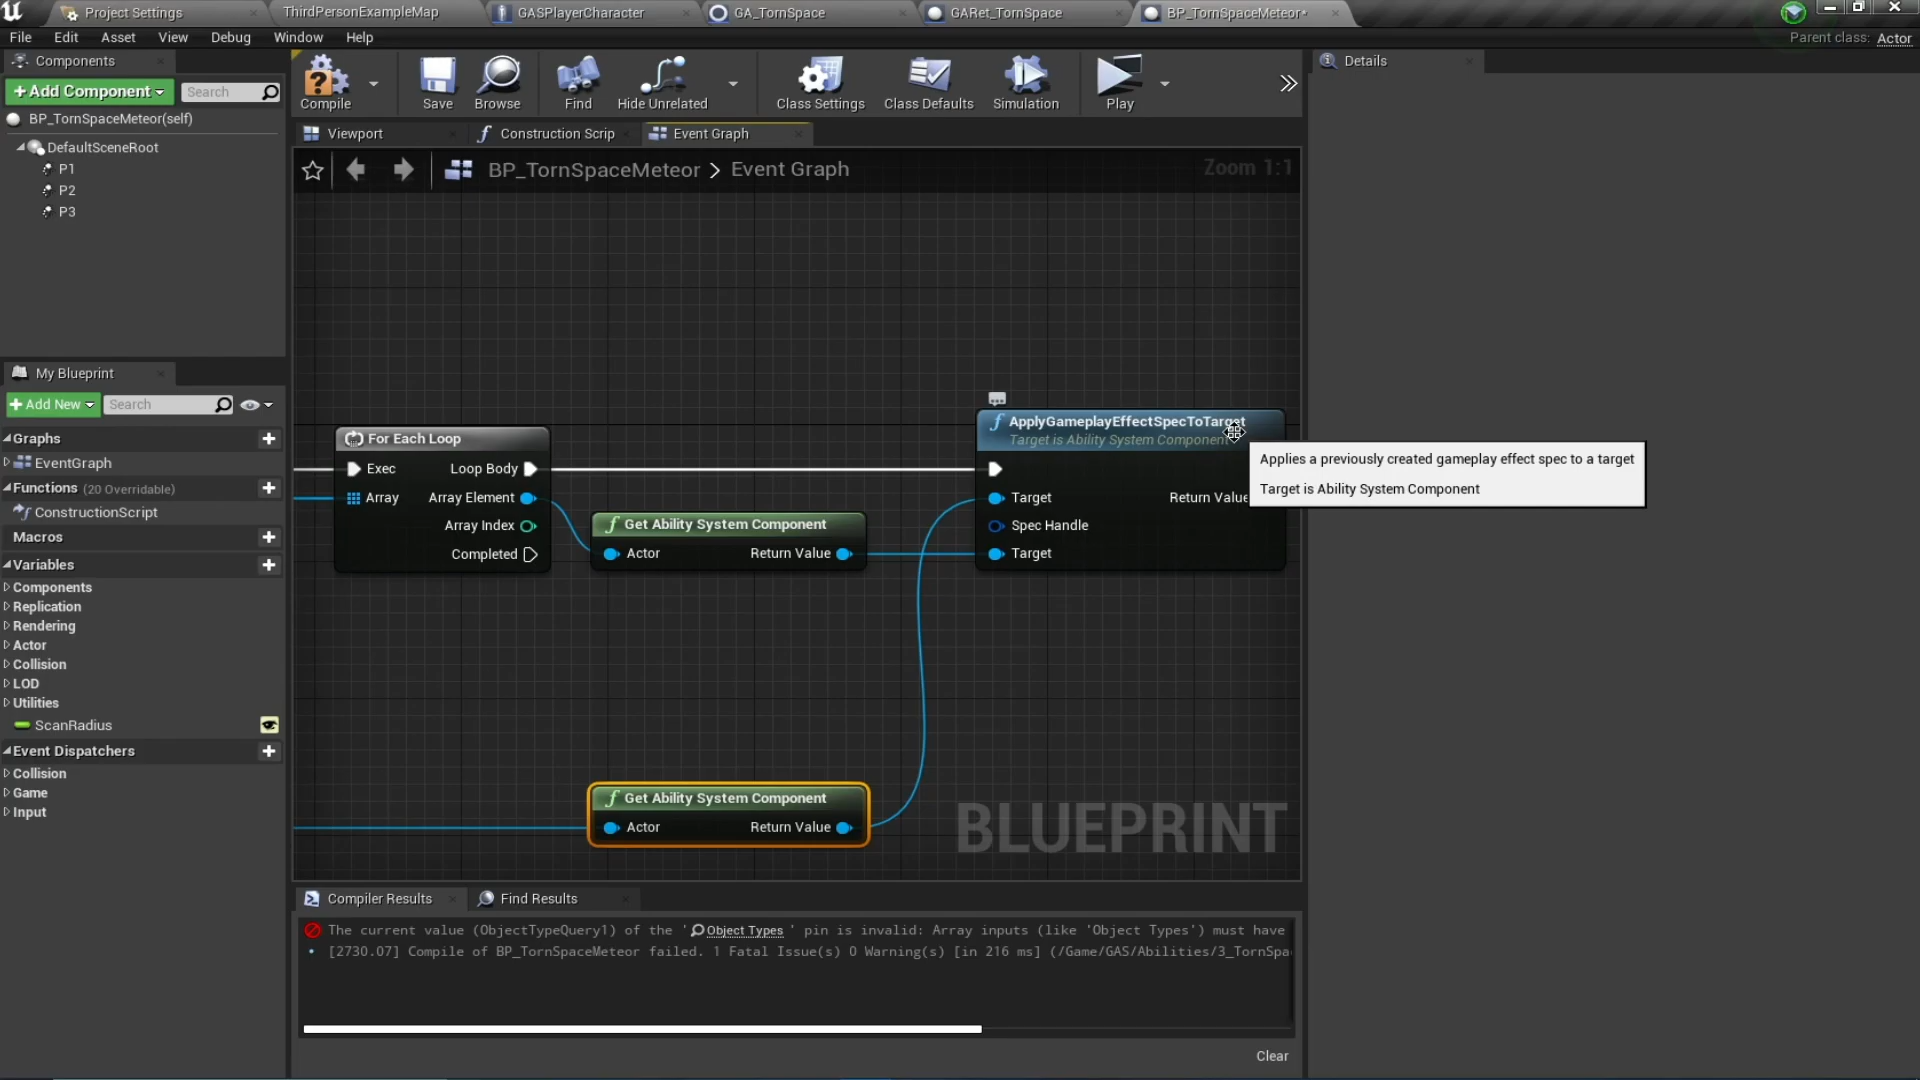 Project Settings
ThirdPersonExampleMap
GASPlayerCharacter
GA_TornSpace
GARet_TornSpace
BP_TornSpaceMeteor*
File Edit Asset View Debug Window Help
Parent class: Actor
Components
+Add Component
Search
BP_TornSpaceMeteor(self)
DefaultSceneRoot
P1
P2
P3
Compile
Save
Browse
Find
Hide Unrelated
Class Settings
Class Defaults
Simulation
Play
Details
Viewport
Construction Scrip
Event Graph
BP_TornSpaceMeteor > Event Graph
Zoom 1:1
My Blueprint
+Add New
Search
Graphs
EventGraph
Functions (20 Overridable)
ConstructionScript
Macros
Variables
Components
Replication
Rendering
Actor
Collision
LOD
Utilities
ScanRadius
Event Dispatchers
Collision
Game
Input
For Each Loop
Exec Loop Body
Array Array Element
Array Index
Completed
Get Ability System Component
Actor Return Value
ApplyGameplayEffectSpecToTarget
Target is Ability System Component
Target Return Value
Spec Handle
Target
Applies a previously created gameplay effect spec to a target
Target is Ability System Component
Get Ability System Component
Actor Return Value
BLUEPRINT
Compiler Results
Find Results
The current value (ObjectTypeQuery1) of the ' Object Types ' pin is invalid: Array inputs (like 'Object Types') must have
[2730.07] Compile of BP_TornSpaceMeteor failed. 1 Fatal Issue(s) 0 Warning(s) [in 216 ms] (/Game/GAS/Abilities/3_TornSpa
Clear